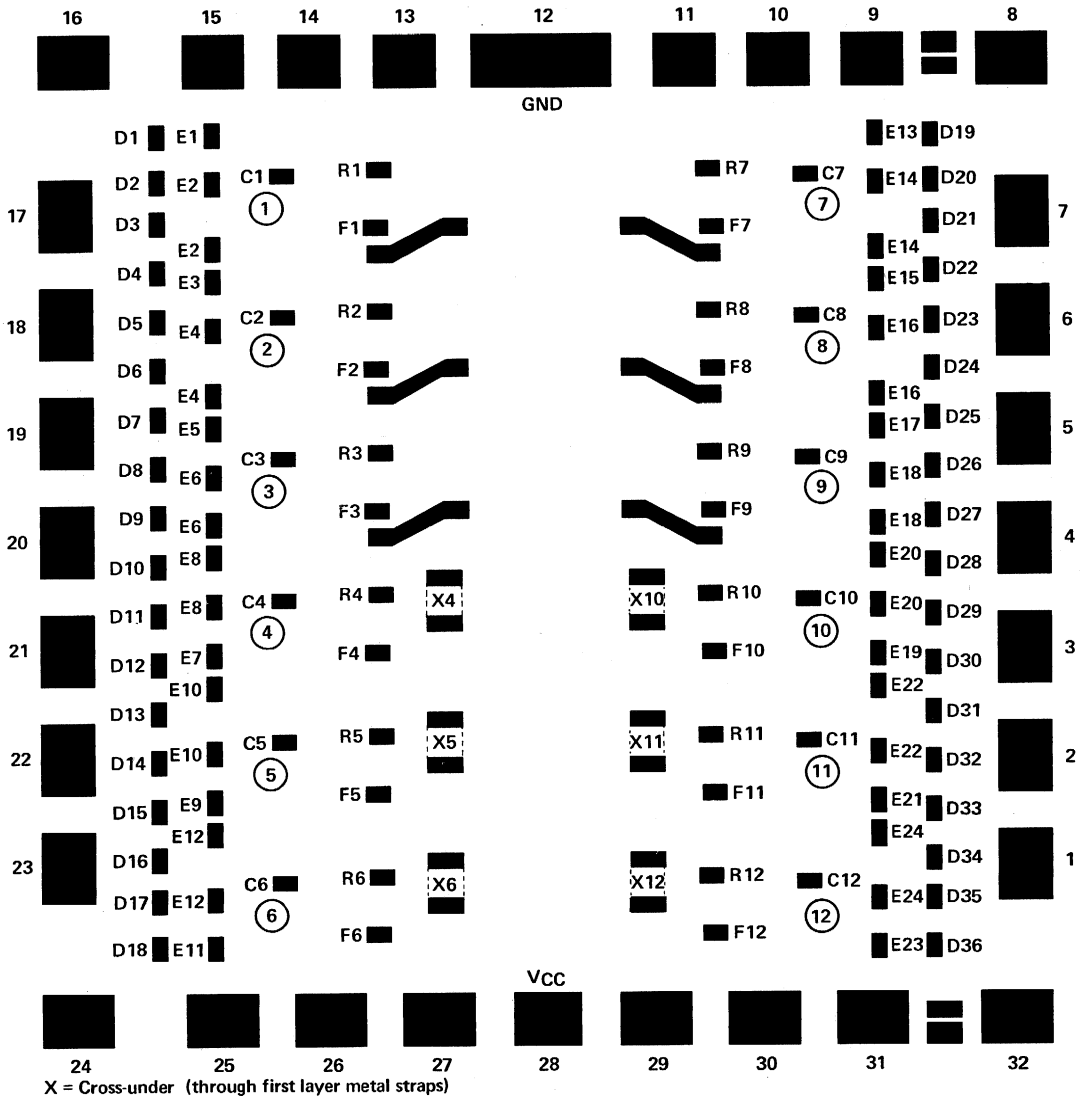 16 15 14 13 12 11 10 9 8
GND
D1 E1 E13 D19
C1 R1 R7 C7
D2 E2 E14 D20
17 1 7 7
D3 F1 F7 D21
E2 E14
D4 E3 E15 D22
18 D5 E4 C2 R2 R8 C8 E16 D23 6
2 8
D6 F2 F8 D24
E4 E16
19 D7 E5 E17 D25 5
C3 R3 R9 C9
D8 E6 3 9 E18 D26
D9 E6 F3 F9 E18 D27
20 4
D10 E8 E20 D28
C4 R4 X4 X10 R10 C10
D11 E8 E20 D29
4 10
21 D12 E7 F4 F10 E19 D30 3
E10 E22
D13 D31
C5 R5 X5 X11 R11 C11
22 D14 E10 E22 D32 2
5 11
D15 E9 F5 F11 E21 D33
E12 E24
23 D16 D34 1
C6 R6 X6 X12 R12 C12
D17 E12 E24 D35
6 12
D18 E11 F6 F12 E23 D36
VCC
24 25 26 27 28 29 30 31 32
X = Cross-under (through first layer metal straps)